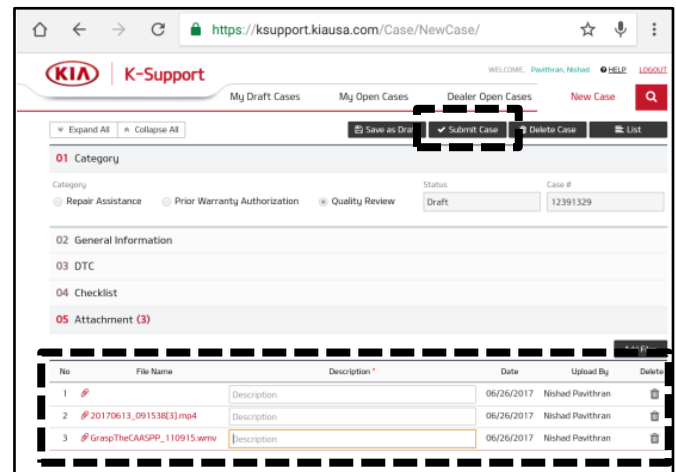 https://ksupport.kiausa.com/Case/NewCase/
KIA K-Support
WELCOME, Pavithran, Nishad HELP LOGOUT
My Draft Cases My Open Cases Dealer Open Cases New Case
Expand All Collapse All Save as Submit Case Delete Case List
01 Category
Category Status Case #
Repair Assistance Prior Warranty Authorization Quality Review Draft 12391329
02 General Information
03 DTC
04 Checklist
05 Attachment (3)
No File Name Description * Date Upload By Delete
1 Description 06/26/2017 Nishad Pavithran
2 20170613_091538[3].mp4 Description 06/26/2017 Nishad Pavithran
3 GraspTheCAASPP_110915.wmv Description 06/26/2017 Nishad Pavithran